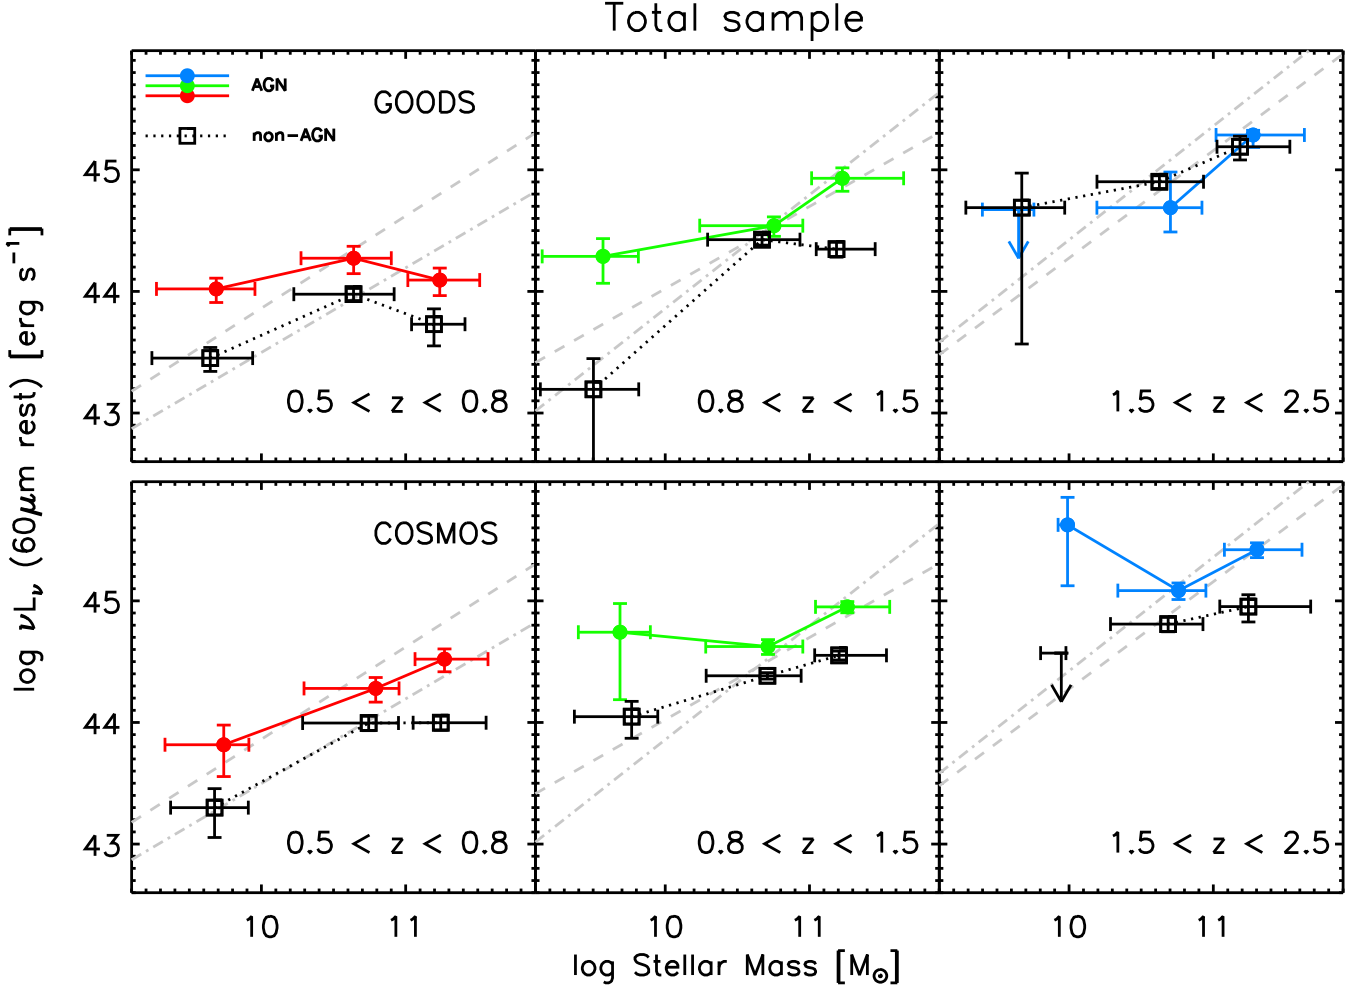 Total sample
AGN
non-AGN
GOODS
0.5 < z < 0.8
0.8 < z < 1.5
1.5 < z < 2.5
45
44
43
COSMOS
0.5 < z < 0.8
0.8 < z < 1.5
1.5 < z < 2.5
45
44
43
10 11 10 11 10 11
log νLν (60μm rest) [erg s⁻¹]
log Stellar Mass [M⊙]